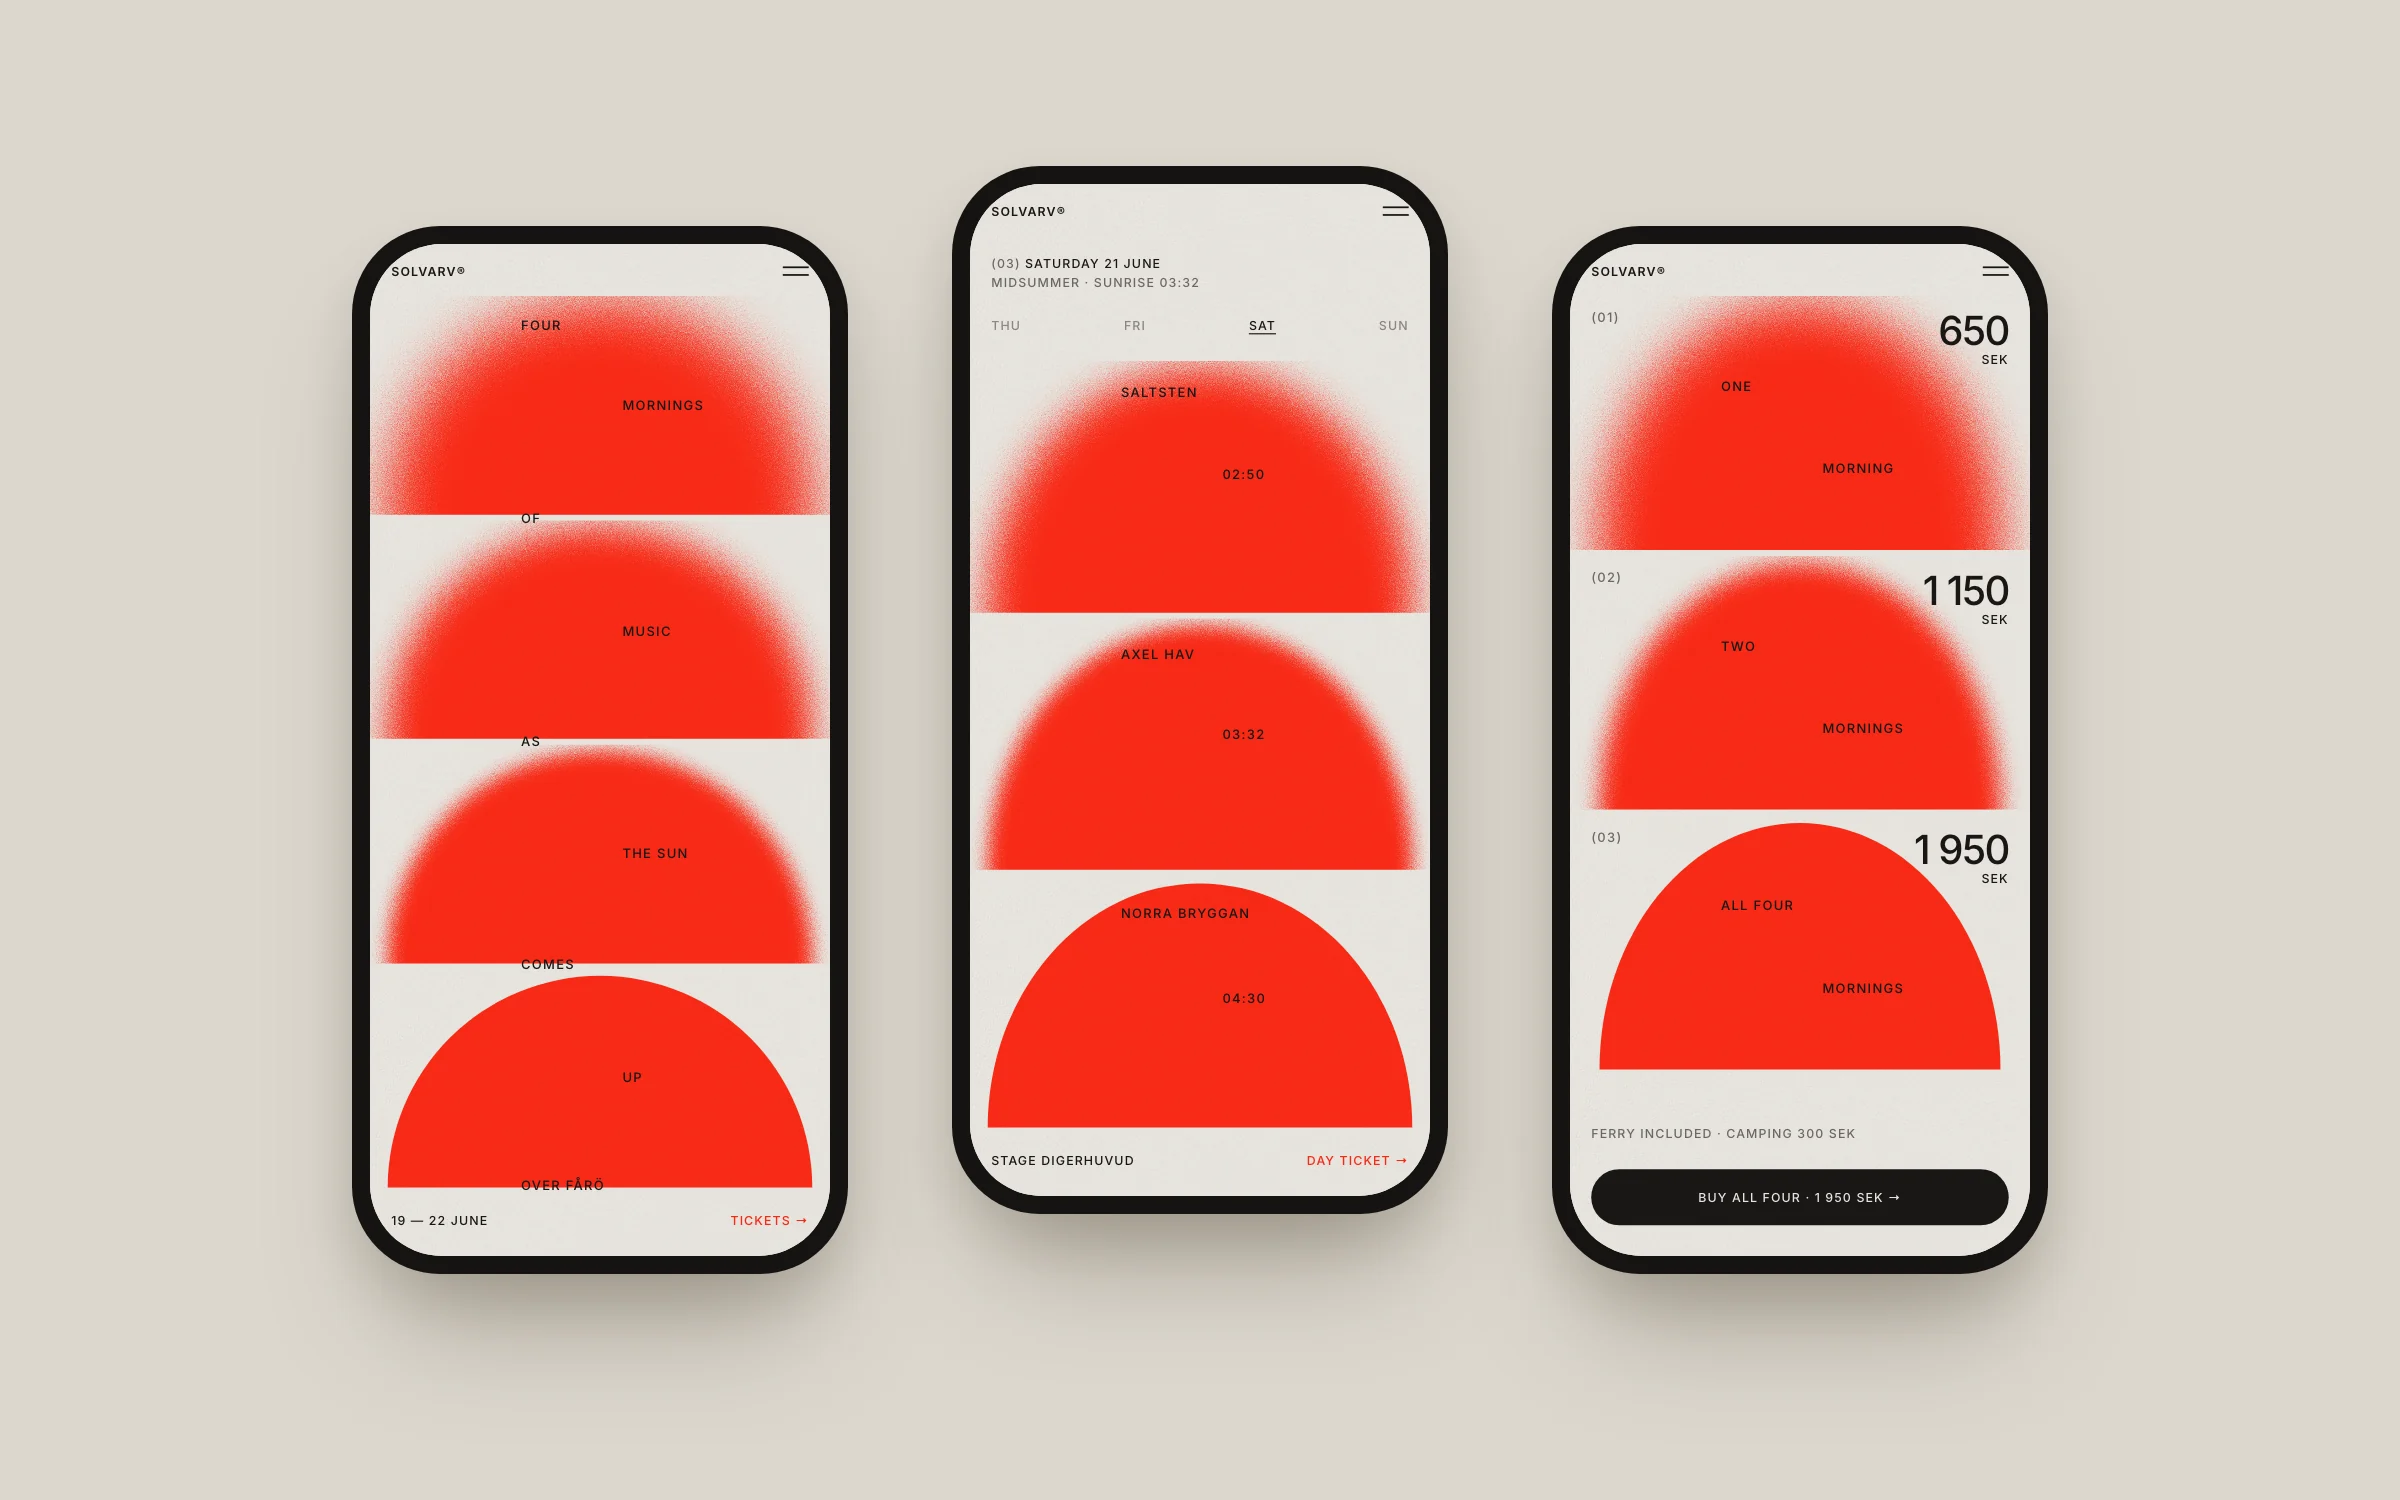 SOLVARV®
FOUR
MORNINGS
OF
MUSIC
AS
THE SUN
COMES
UP
OVER FÅRÖ
19 — 22 JUNE
TICKETS →
SOLVARV®
(03) SATURDAY 21 JUNE
MIDSUMMER · SUNRISE 03:32
THU FRI SAT SUN
SALTSTEN
02:50
AXEL HAV
03:32
NORRA BRYGGAN
04:30
STAGE DIGERHUVUD
DAY TICKET →
SOLVARV®
(01)
650
SEK
ONE
MORNING
(02)
1 150
SEK
TWO
MORNINGS
(03)
1 950
SEK
ALL FOUR
MORNINGS
FERRY INCLUDED · CAMPING 300 SEK
BUY ALL FOUR · 1 950 SEK →